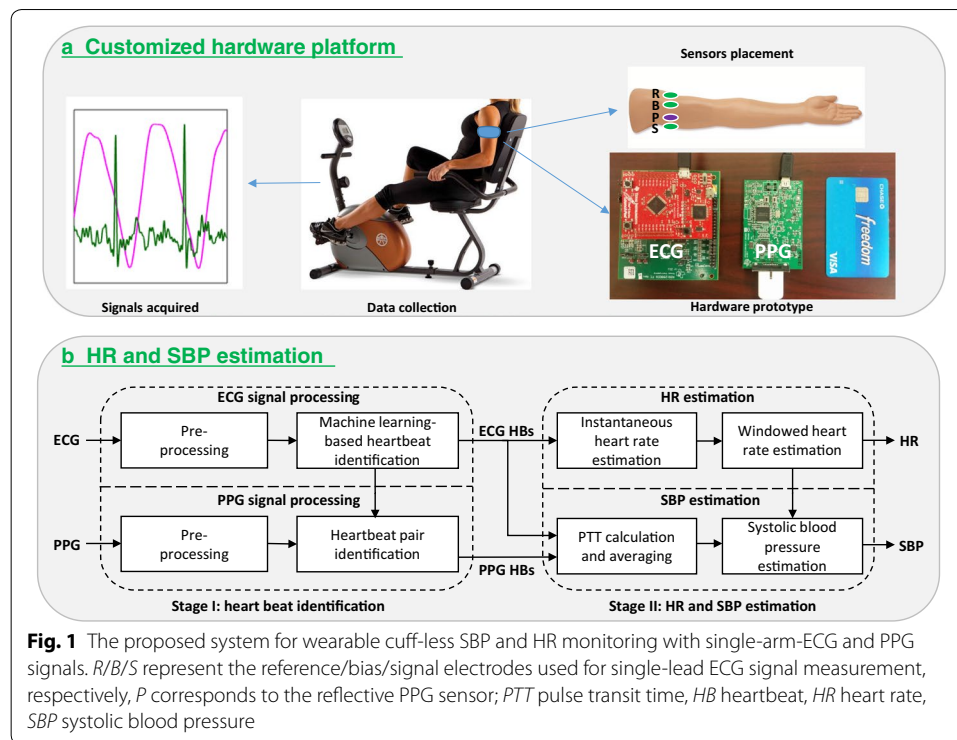 a Customized hardware platform
Sensors placement
R
B
P
S
ECG
PPG
CHASE
freedom
VISA
Signals acquired
Data collection
Hardware prototype
b HR and SBP estimation
ECG signal processing
HR estimation
ECG
Pre-
processing
Machine learning-
based heartbeat
identification
ECG HBs
Instantaneous
heart rate
estimation
Windowed heart
rate estimation
HR
PPG signal processing
SBP estimation
PPG
Pre-
processing
Heartbeat pair
identification
PPG HBs
PTT calculation
and averaging
Systolic blood
pressure
estimation
SBP
Stage I: heart beat identification
Stage II: HR and SBP estimation
Fig. 1 The proposed system for wearable cuff-less SBP and HR monitoring with single-arm-ECG and PPG
signals. R/B/S represent the reference/bias/signal electrodes used for single-lead ECG signal measurement,
respectively, P corresponds to the reflective PPG sensor; PTT pulse transit time, HB heartbeat, HR heart rate,
SBP systolic blood pressure